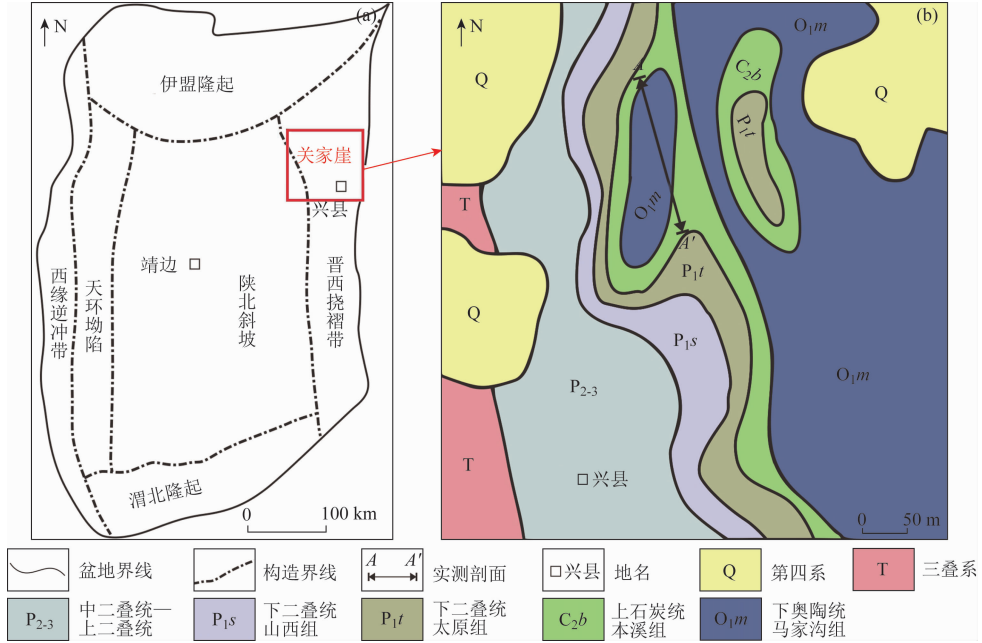 (a)
N
伊盟隆起
关家崖
兴县
靖边
西缘逆冲带
天环坳陷
陕北斜坡
晋西挠褶带
渭北隆起
0 100 km
(b)
N
Q
O₁m
C₂b
Q
A
P₁t
T
O₁m
A′
P₁t
Q
P₁s
O₁m
P₂₋₃
T
兴县
0 50 m
盆地界线
构造界线
A A′ 实测剖面
兴县 地名
Q 第四系
T 三叠系
P₂₋₃ 中二叠统—
上二叠统
P₁s 下二叠统
山西组
P₁t 下二叠统
太原组
C₂b 上石炭统
本溪组
O₁m 下奥陶统
马家沟组